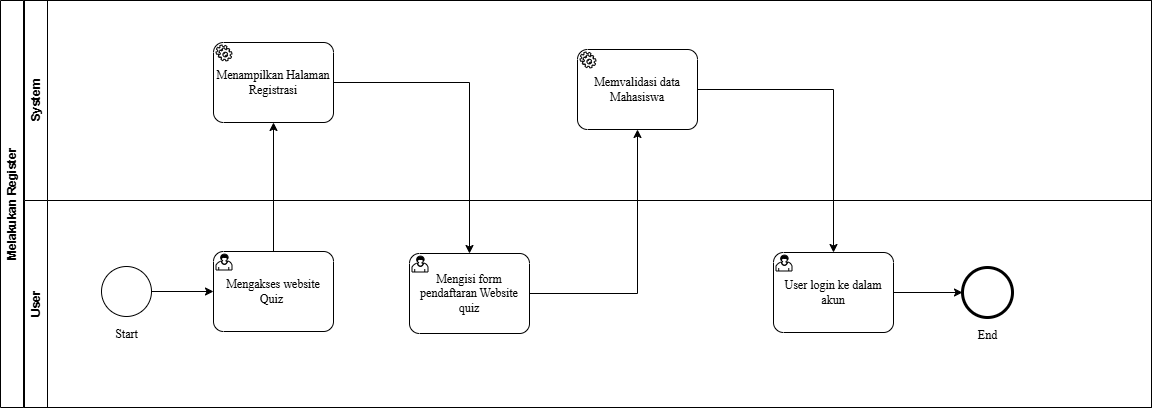 Melakukan Register
System
Menampilkan Halaman
Registrasi
Memvalidasi data
Mahasiswa
User
Start
Mengakses website
Quiz
Mengisi form
pendaftaran Website
quiz
User login ke dalam
akun
End